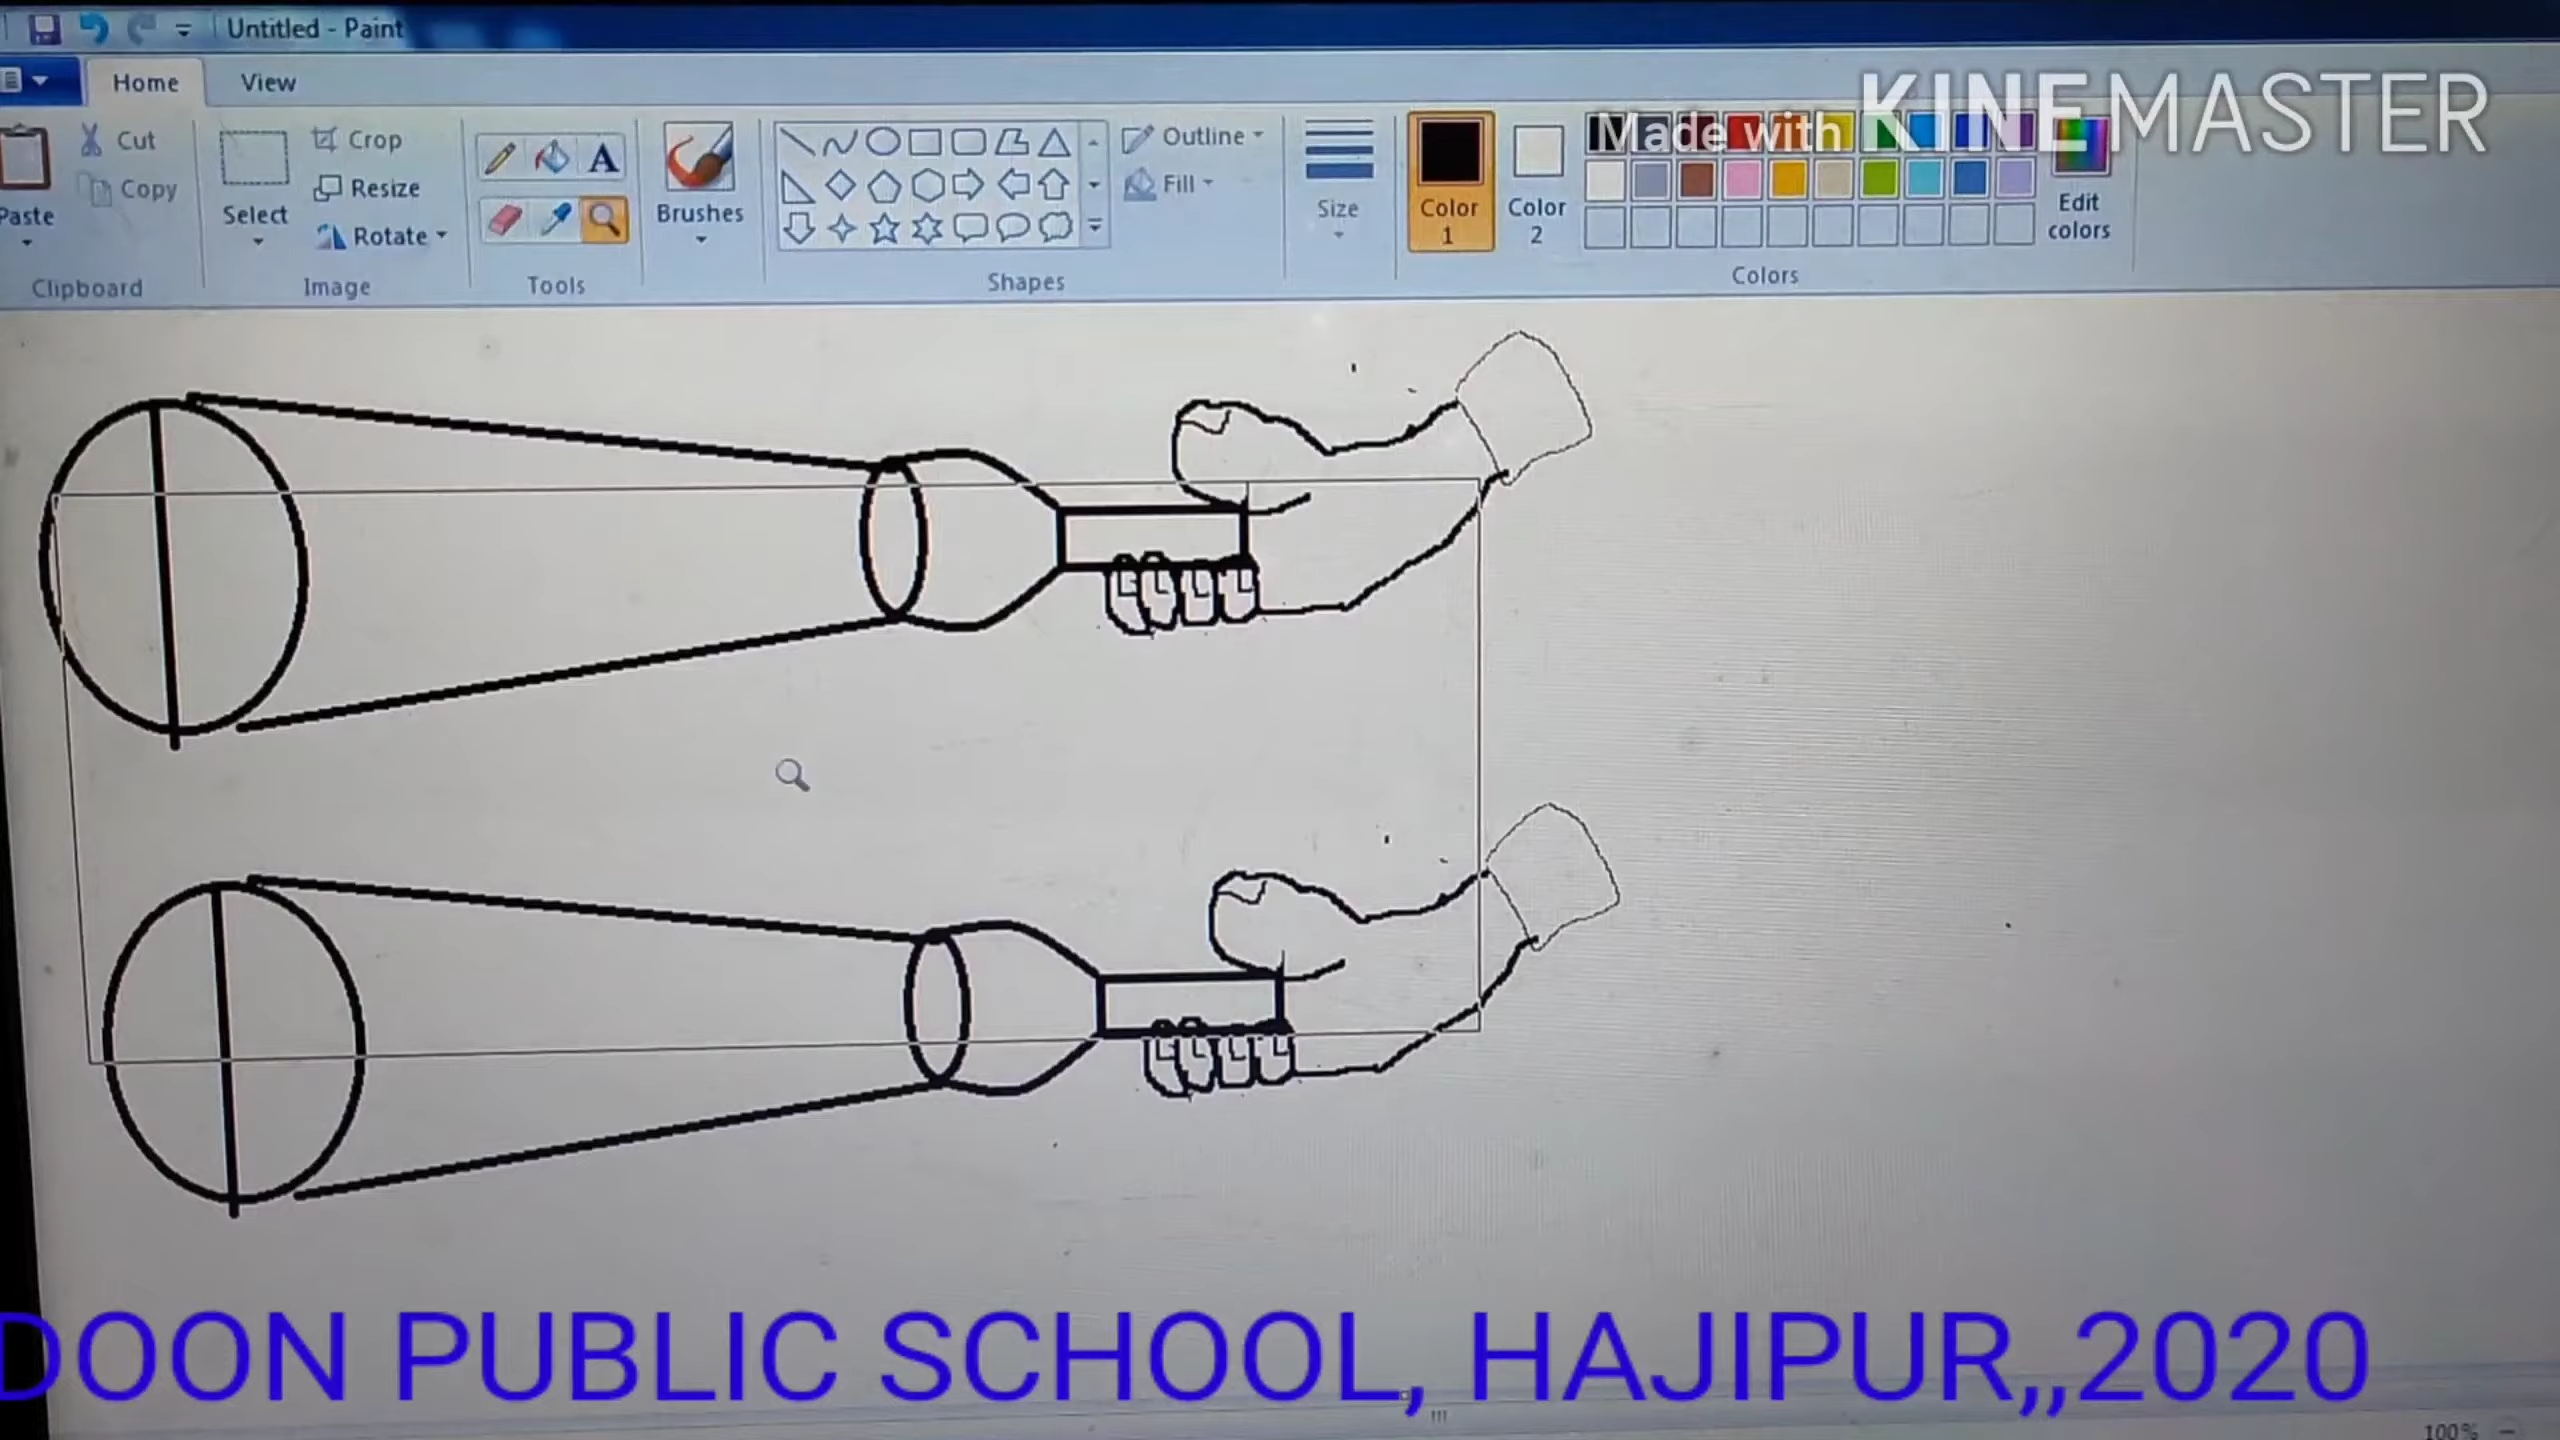 Untitled - Paint
Home View
Made with KINEMASTER
Cut
Copy
Paste
Clipboard
Select
Crop
Resize
Rotate
Image
A
Tools
Brushes
Outline
Fill
Shapes
Size
Color 1
Color 2
Edit colors
Colors
DOON PUBLIC SCHOOL, HAJIPUR,,2020
100%